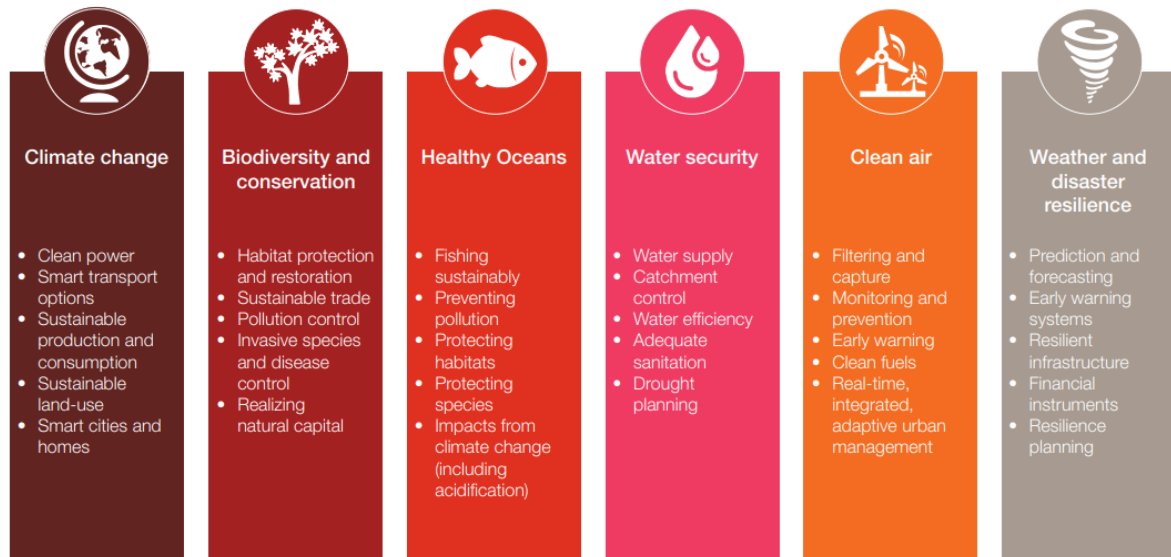 Climate change
• Clean power
• Smart transport
options
• Sustainable
production and
consumption
• Sustainable
land-use
• Smart cities and
homes
Biodiversity and
conservation
• Habitat protection
and restoration
• Sustainable trade
• Pollution control
• Invasive species
and disease
control
• Realizing
natural capital
Healthy Oceans
• Fishing
sustainably
• Preventing
pollution
• Protecting
habitats
• Protecting
species
• Impacts from
climate change
(including
acidification)
Water security
• Water supply
• Catchment
control
• Water efficiency
• Adequate
sanitation
• Drought
planning
Clean air
• Filtering and
capture
• Monitoring and
prevention
• Early warning
• Clean fuels
• Real-time,
integrated,
adaptive urban
management
Weather and
disaster
resilience
• Prediction and
forecasting
• Early warning
systems
• Resilient
infrastructure
• Financial
instruments
• Resilience
planning